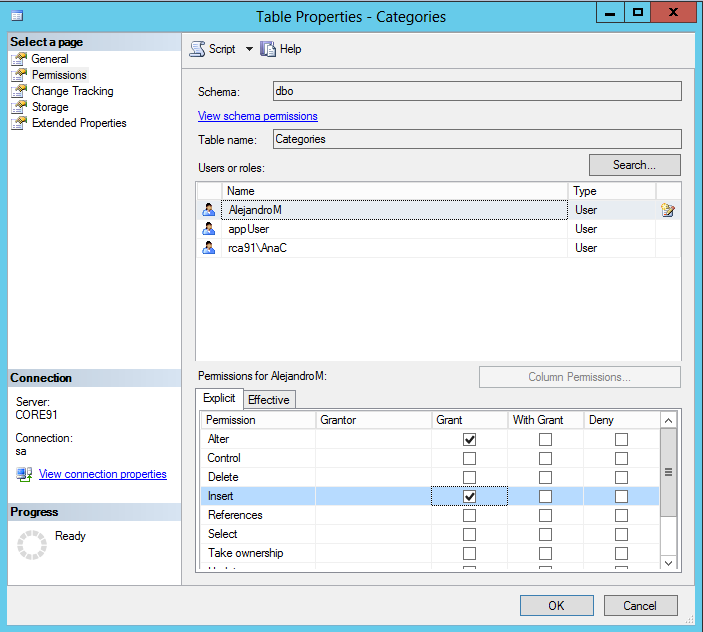 Table Properties - Categories
Select a page
General
Permissions
Change Tracking
Storage
Extended Properties
Script
Help
Schema:
dbo
View schema permissions
Table name:
Categories
Users or roles:
Search...
Name Type
AlejandroM User
appUser User
rca91\AnaC User
Permissions for AlejandroM:
Column Permissions...
Explicit Effective
Permission Grantor Grant With Grant Deny
Alter
Control
Delete
Insert
References
Select
Take ownership
Connection
Server:
CORE91
Connection:
sa
View connection properties
Progress
Ready
OK
Cancel